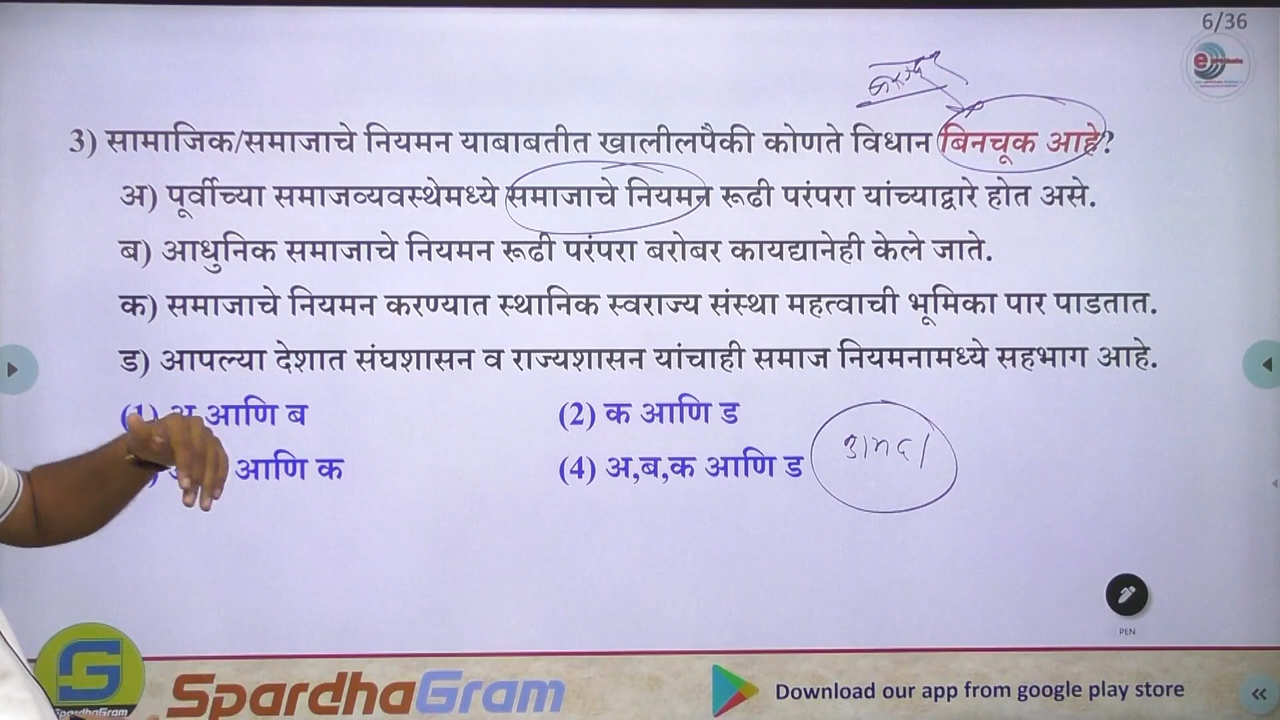 6/36
3) सामाजिक/समाजाचे नियमन याबाबतीत खालीलपैकी कोणते विधान बिनचूक आहे?
अ) पूर्वीच्या समाजव्यवस्थेमध्ये समाजाचे नियमन रूढी परंपरा यांच्याद्वारे होत असे.
ब) आधुनिक समाजाचे नियमन रूढी परंपरा बरोबर कायद्यानेही केले जाते.
क) समाजाचे नियमन करण्यात स्थानिक स्वराज्य संस्था महत्वाची भूमिका पार पाडतात.
ड) आपल्या देशात संघशासन व राज्यशासन यांचाही समाज नियमनामध्ये सहभाग आहे.
(1) अ आणि ब (2) क आणि ड
आणि क (4) अ,ब,क आणि ड
PEN
SpardhaGram
SpardhaGram Download our app from google play store